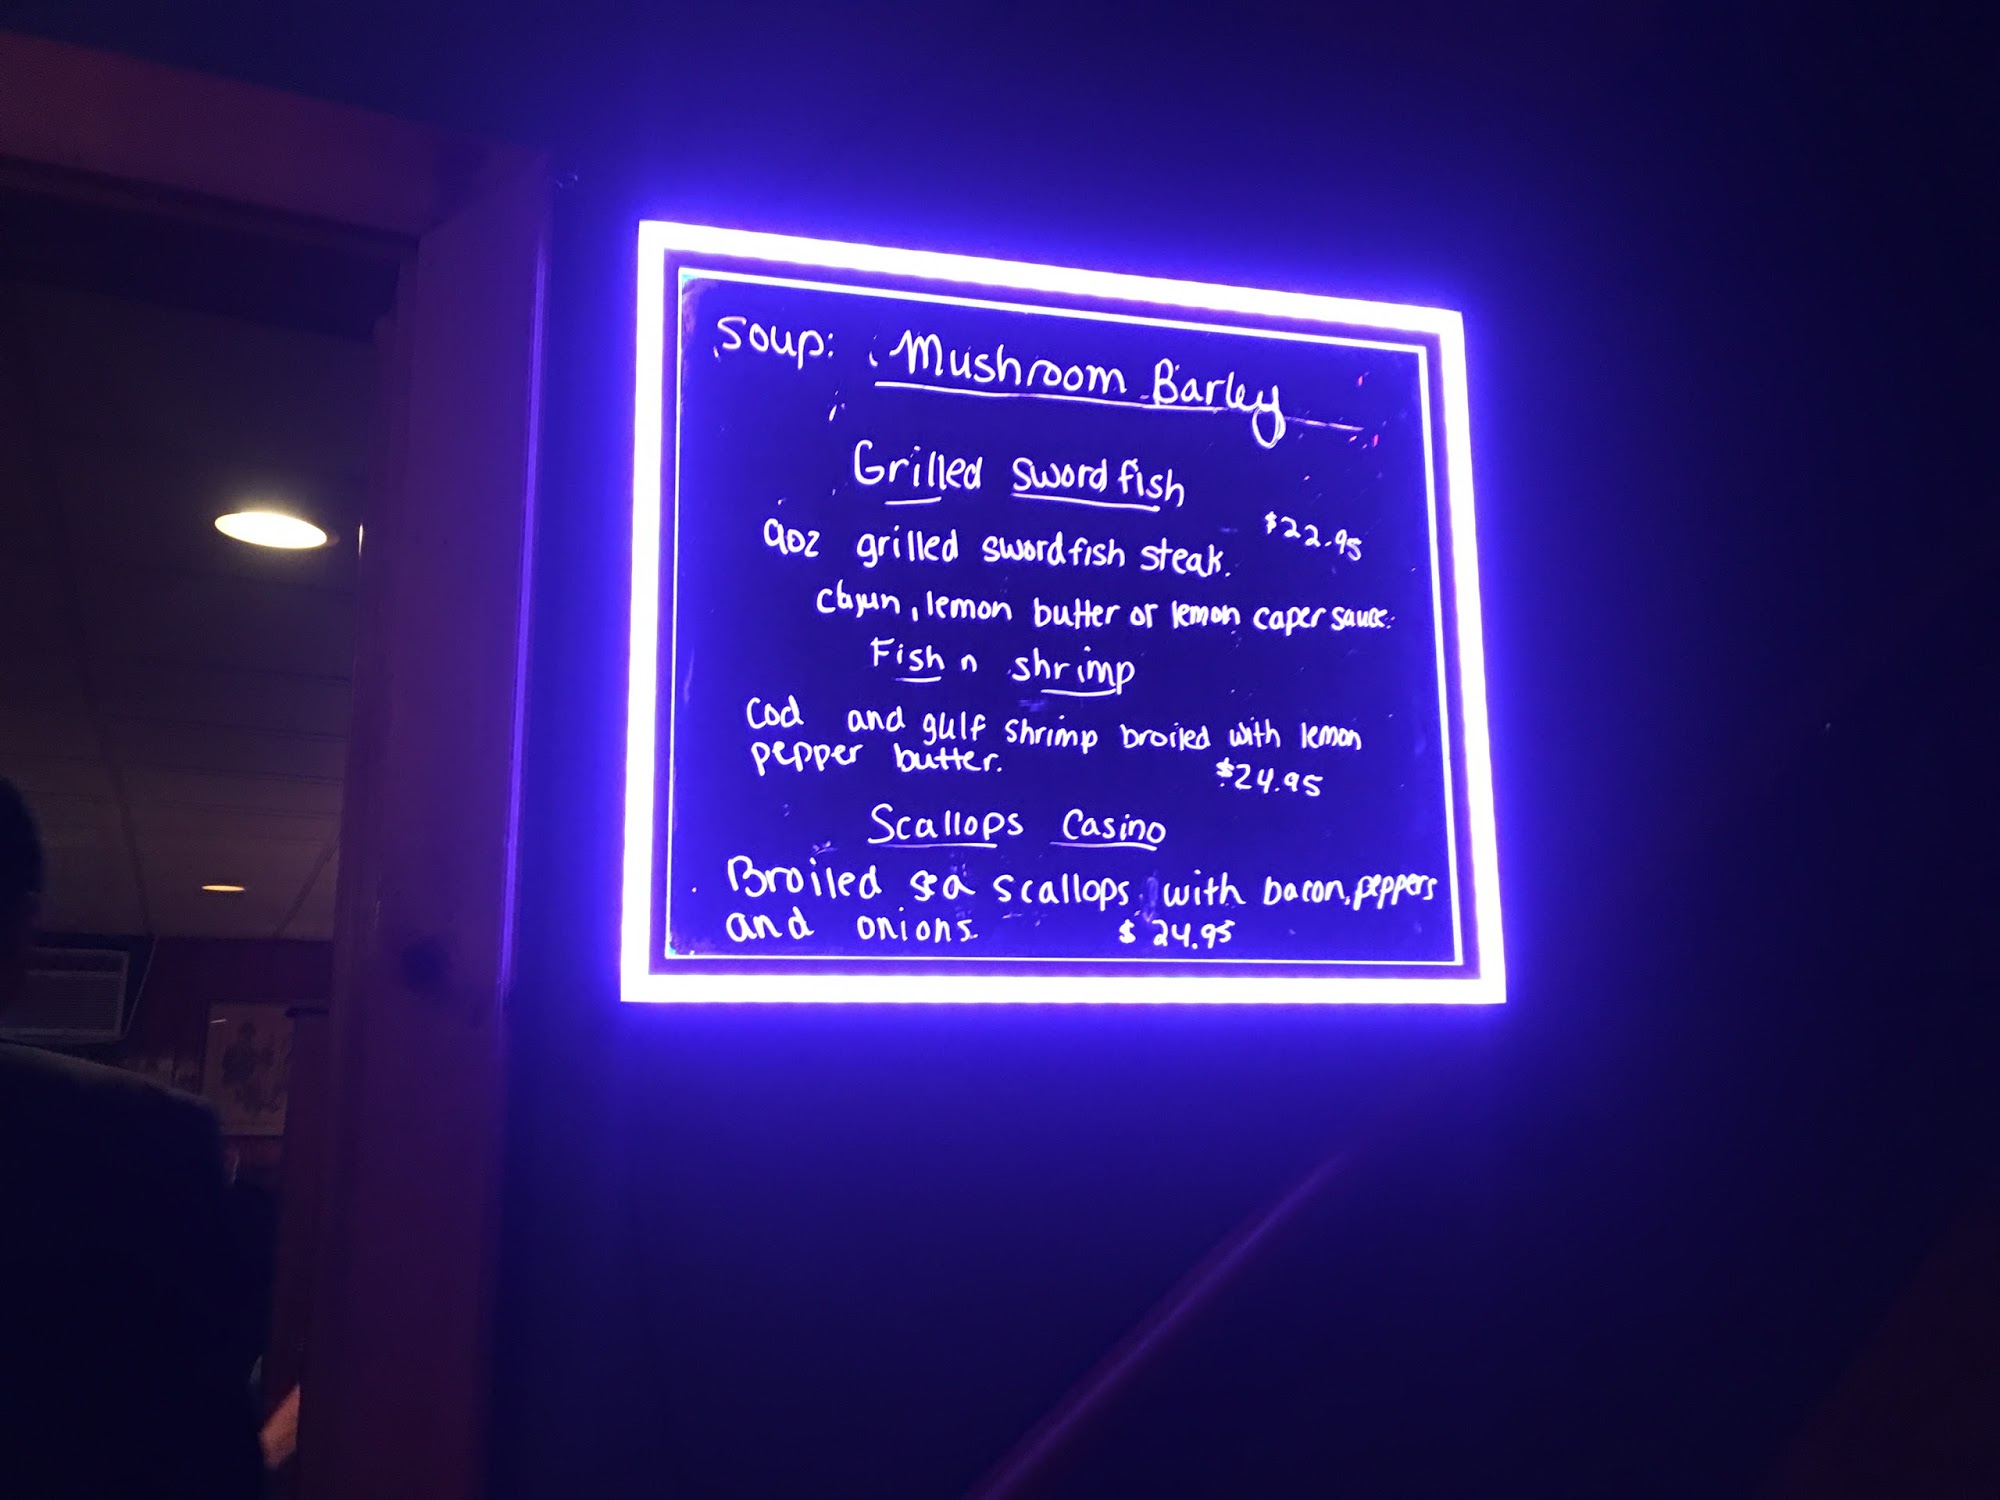 Soup: Mushroom Barley
Grilled Swordfish
9oz grilled swordfish steak. $22.95
Cajun, lemon butter or lemon caper sauce.
Fish n shrimp
Cod and gulf shrimp broiled with lemon
pepper butter. $24.95
Scallops Casino
Broiled sea scallops with bacon, peppers
and onions. $24.95